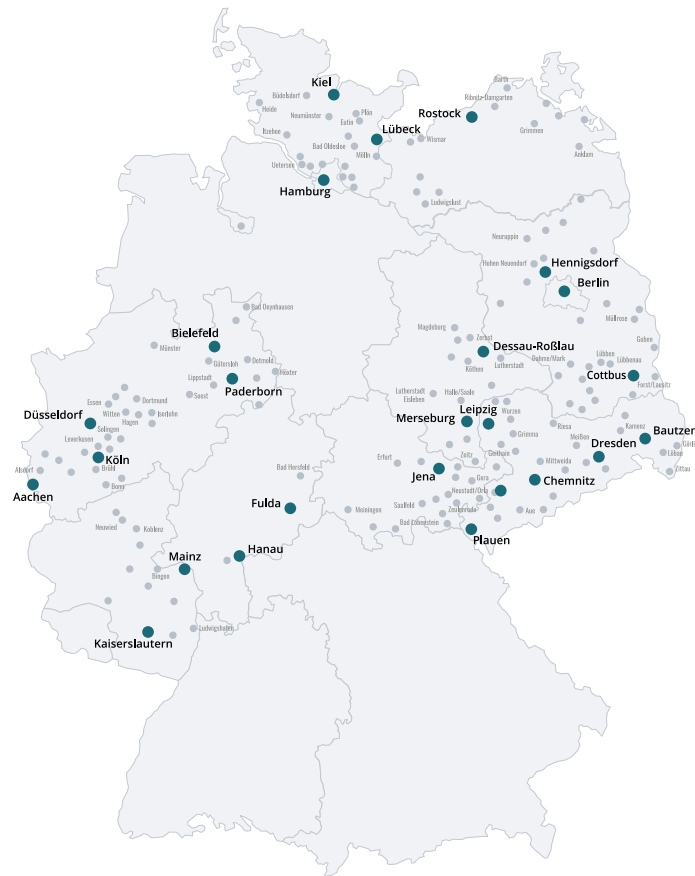 Kiel
Büdelsdorf
Heide
Plön
Neumünster
Eutin
Itzehoe
Lübeck
Bad Oldesloe
Mölln
Uetersen
Hamburg
Barth
Ribnitz-Damgarten
Rostock
Grimmen
Wismar
Anklam
Ludwigslust
Neuruppin
Hohen Neuendorf
Hennigsdorf
Berlin
Müllrose
Guben
Bad Oeynhausen
Bielefeld
Münster
Gütersloh
Detmold
Höxter
Lippstadt
Paderborn
Soest
Magdeburg
Zerbst
Dessau-Roßlau
Köthen
Lutherstadt
Dahme/Mark
Lübben
Lübbenau
Cottbus
Forst/Lausitz
Essen
Dortmund
Witten
Iserlohn
Hagen
Düsseldorf
Solingen
Leverkusen
Köln
Brühl
Alsdorf
Bonn
Aachen
Lutherstadt
Eisleben
Halle/Saale
Merseburg
Leipzig
Wurzen
Grimma
Geithain
Zeitz
Riesa
Meißen
Kamenz
Bautzen
Löbau
Zittau
Dresden
Mittweida
Chemnitz
Aue
Erfurt
Jena
Gera
Neustadt/Orla
Saalfeld
Zeulenroda
Bad Lobenstein
Plauen
Meiningen
Bad Hersfeld
Fulda
Hanau
Neuwied
Koblenz
Mainz
Bingen
Kaiserslautern
Ludwigshafen